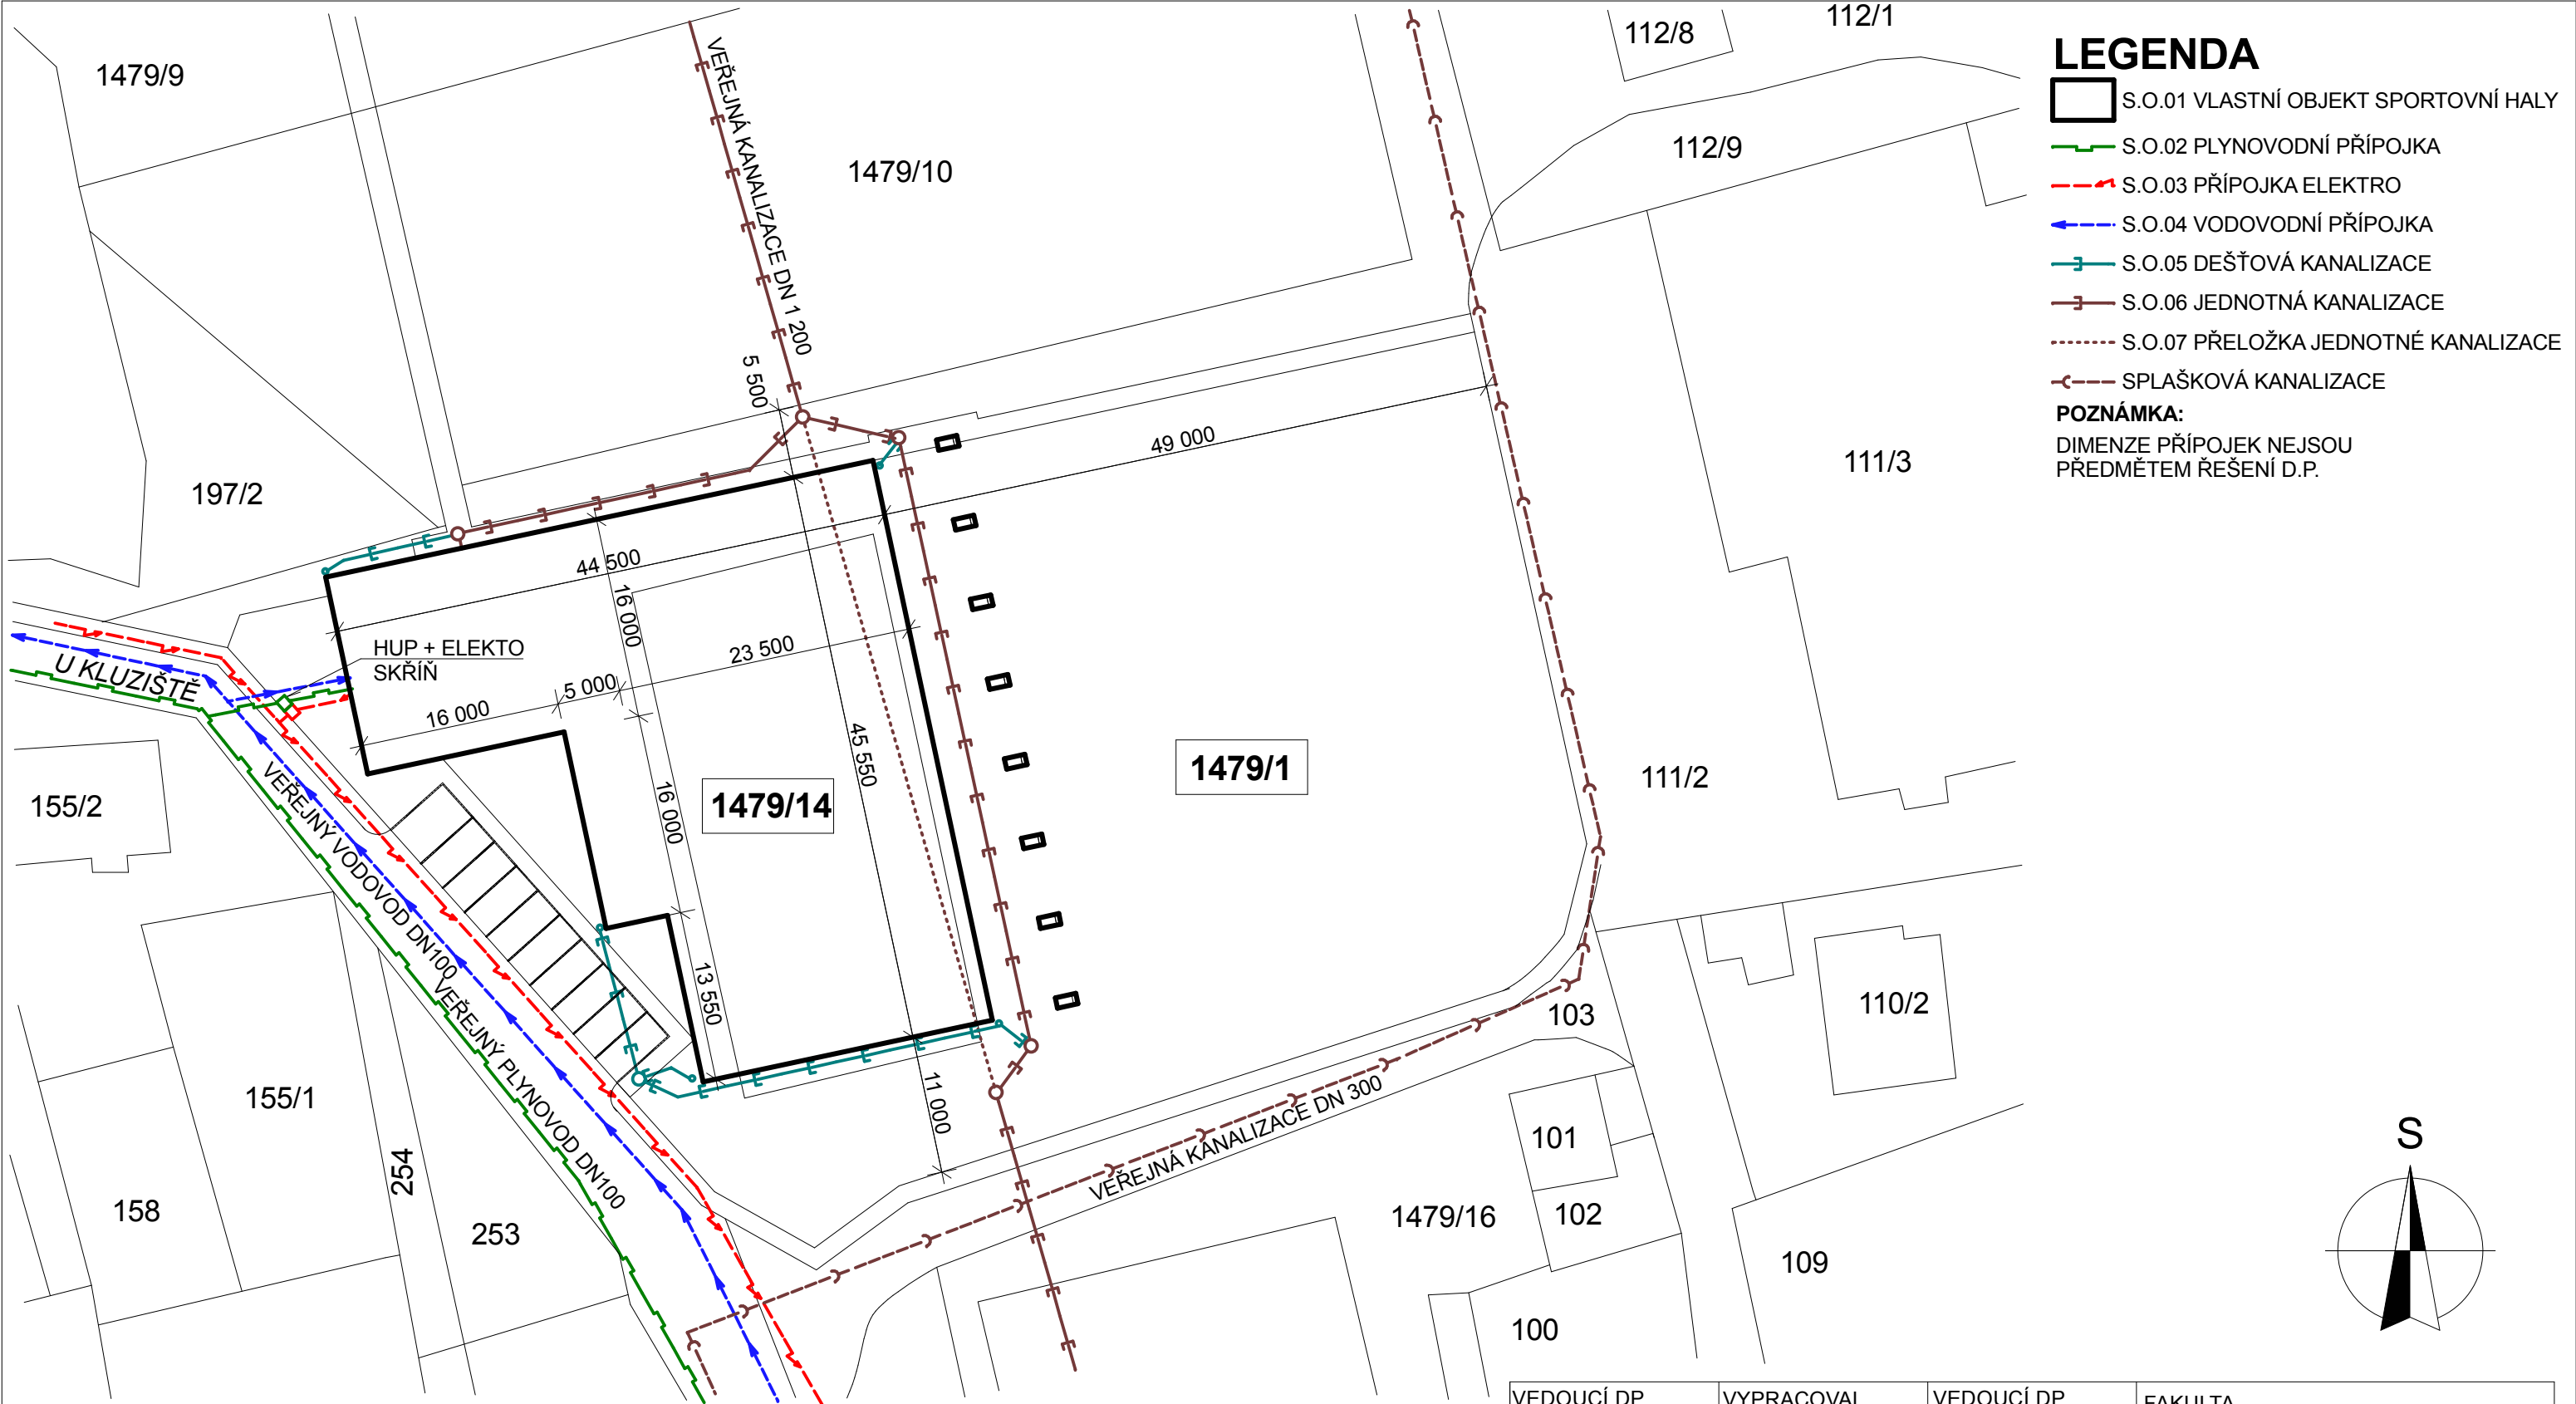 1479/9
VEŘEJNÁ KANALIZACE DN 1 200
1479/10
112/8
112/1
112/9
LEGENDA
S.O.01 VLASTNÍ OBJEKT SPORTOVNÍ HALY
S.O.02 PLYNOVODNÍ PŘÍPOJKA
S.O.03 PŘÍPOJKA ELEKTRO
S.O.04 VODOVODNÍ PŘÍPOJKA
S.O.05 DEŠŤOVÁ KANALIZACE
S.O.06 JEDNOTNÁ KANALIZACE
S.O.07 PŘELOŽKA JEDNOTNÉ KANALIZACE
SPLAŠKOVÁ KANALIZACE
POZNÁMKA:
DIMENZE PŘÍPOJEK NEJSOU
PŘEDMĚTEM ŘEŠENÍ D.P.
5 500
49 000
111/3
197/2
44 500
16 000
HUP + ELEKTO
SKŘÍŇ
23 500
U KLUZIŠTĚ
5 000
16 000
45 550
1479/1
111/2
155/2
1479/14
16 000
VEŘEJNÝ VODOVOD DN100
13 550
103
110/2
VEŘEJNÝ PLYNOVOD DN100
155/1
11 000
VEŘEJNÁ KANALIZACE DN 300
101
S
254
158
253
1479/16
102
109
100
VEDOUCÍ DP
VYPRACOVAL
VEDOUCÍ DP
FAKULTA